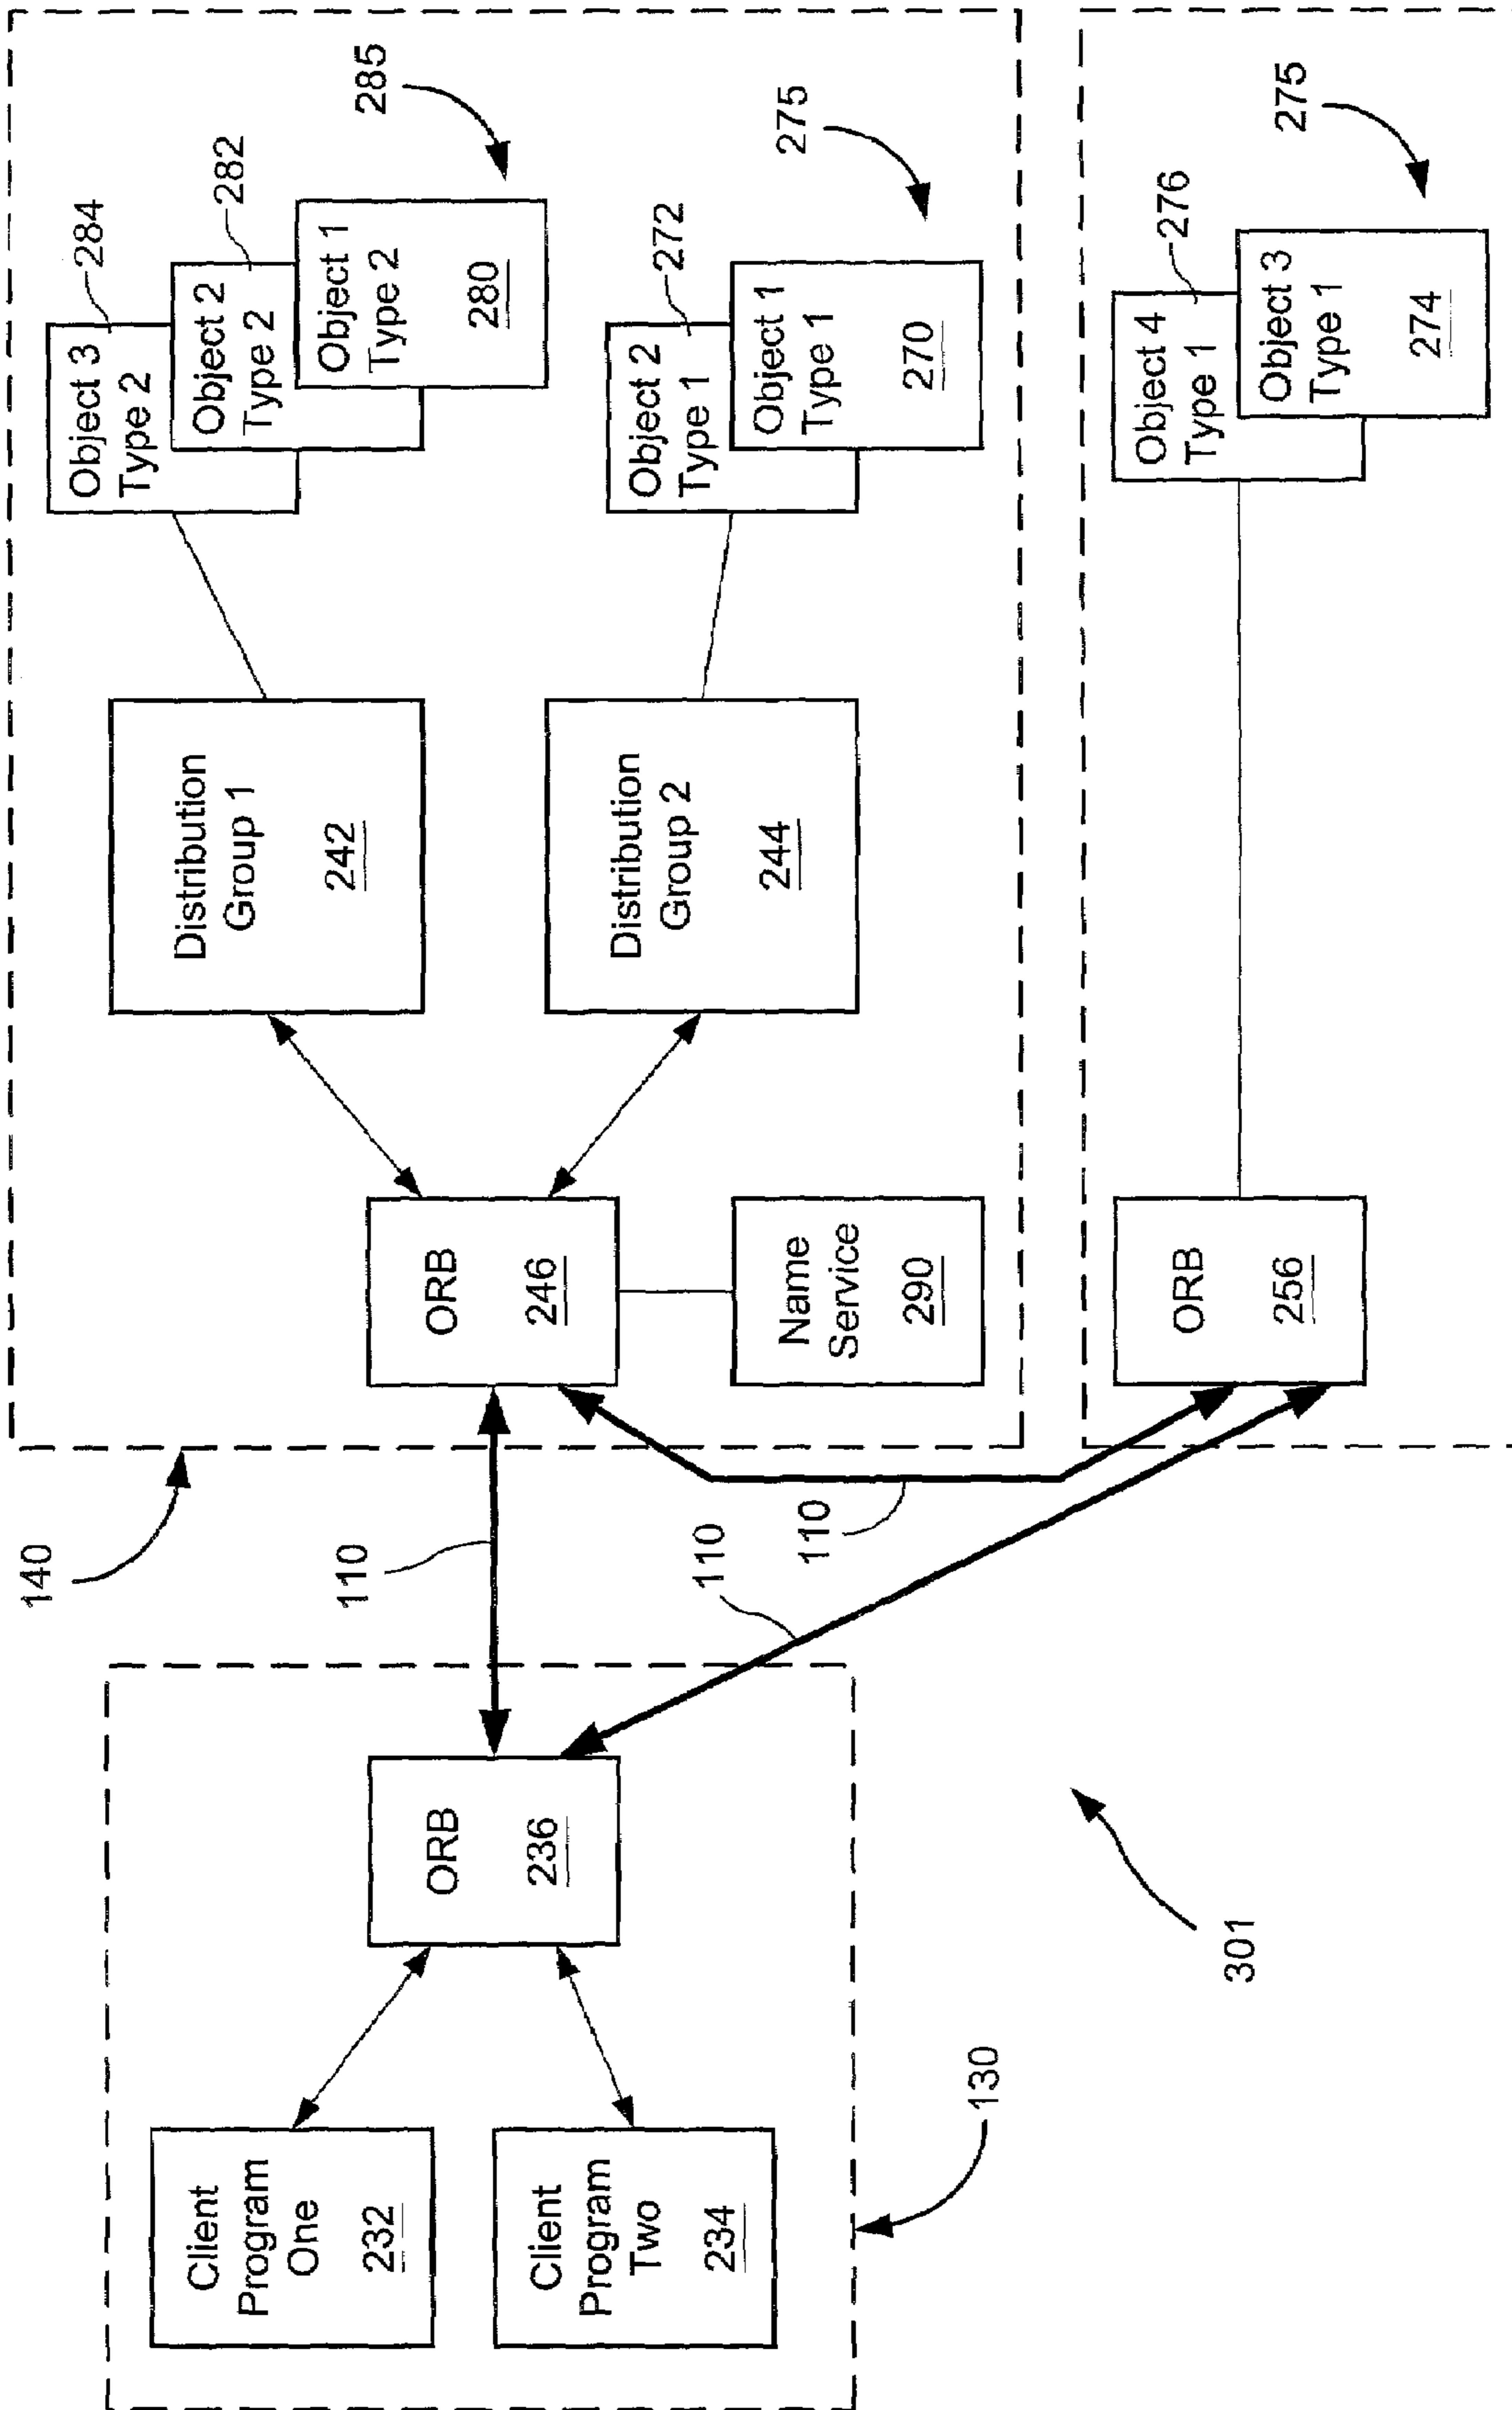 140
130
301
110
110
110
Client
Program
One
232
Client
Program
Two
234
ORB
236
ORB
246
Name
Service
290
Distribution
Group 1
242
Distribution
Group 2
244
Object 3
Type 2
284
Object 2
Type 2
282
Object 1
Type 2
280
285
Object 2
Type 1
272
Object 1
Type 1
270
275
ORB
256
Object 4
Type 1
276
Object 3
Type 1
274
275